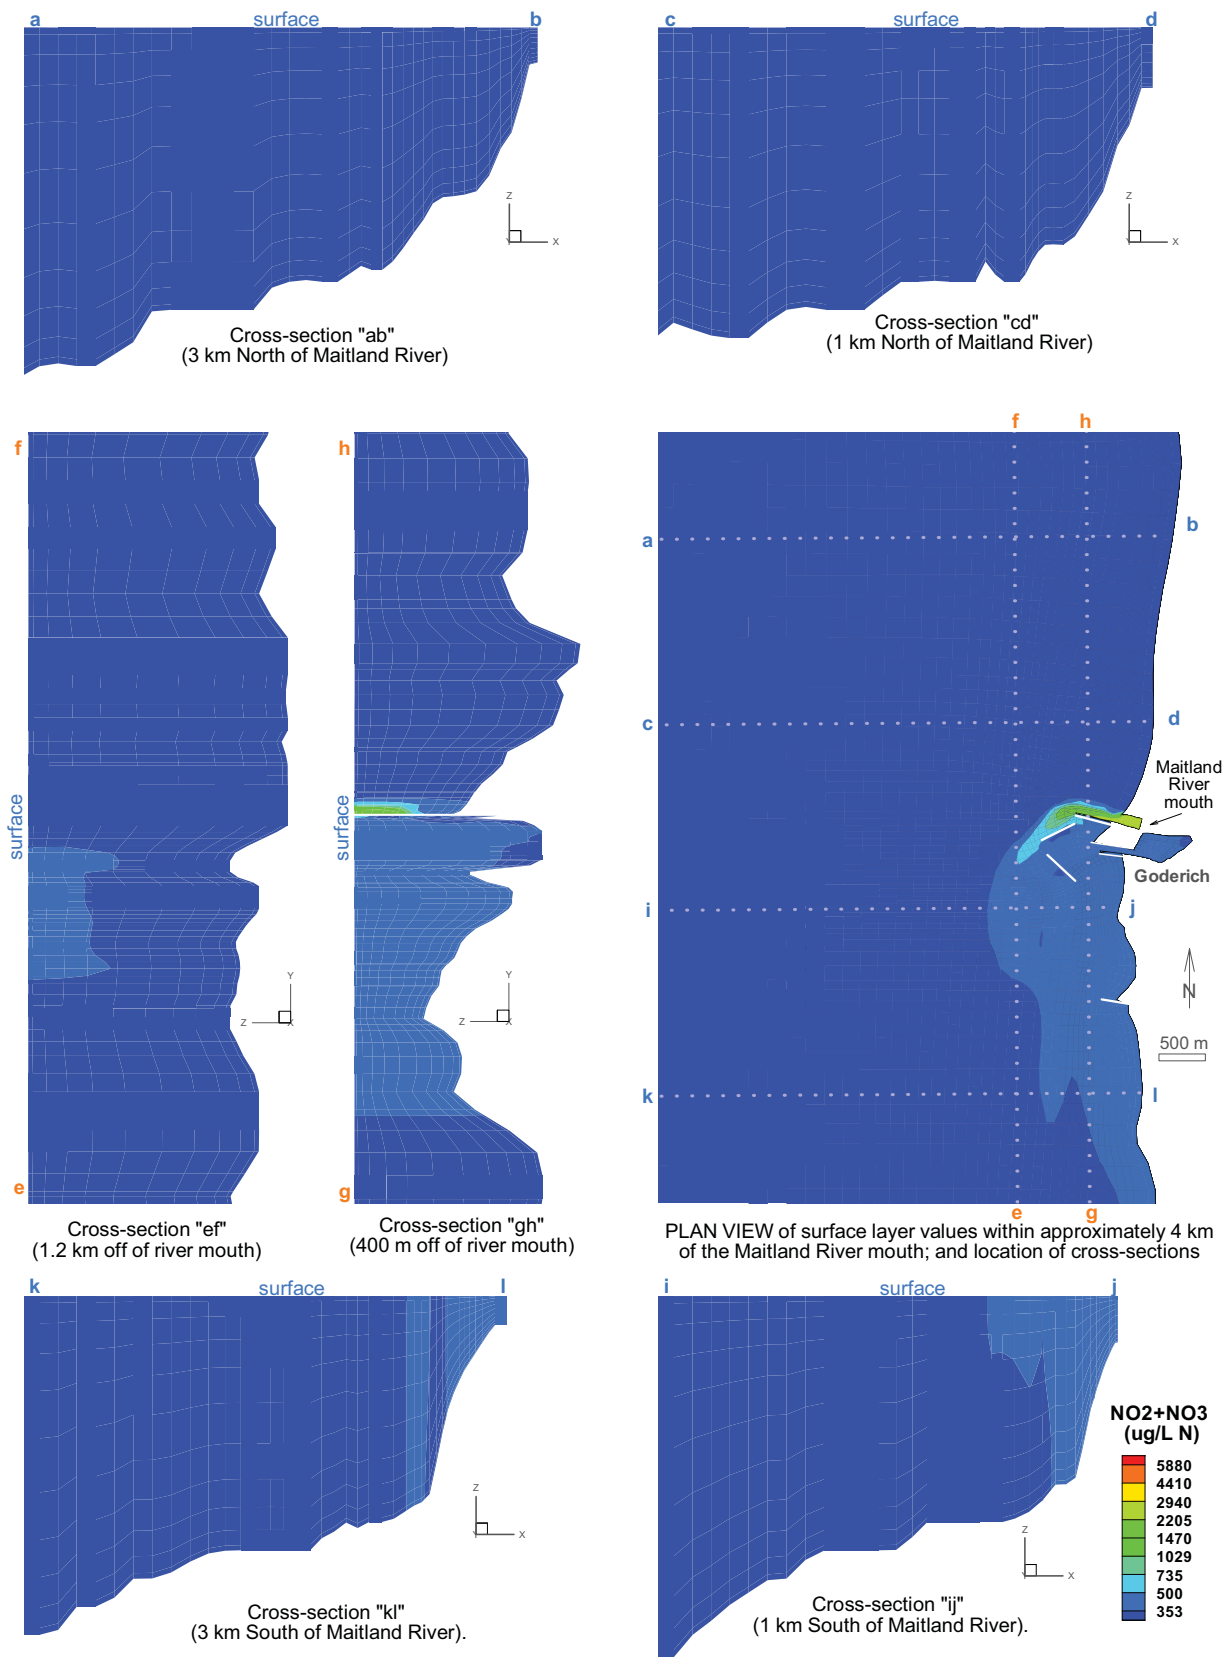 a surface b
c surface d
Z
X
Y
Z
X
Y
Cross-section "ab"
(3 km North of Maitland River)
Cross-section "cd"
(1 km North of Maitland River)
f
h
f h
b
a
c
d
Maitland
River
mouth
surface
surface
Goderich
i
j
Y
Z
X
Y
Z
X
N
500 m
k
l
e
g
e g
Cross-section "ef"
(1.2 km off of river mouth)
Cross-section "gh"
(400 m off of river mouth)
PLAN VIEW of surface layer values within approximately 4 km
of the Maitland River mouth; and location of cross-sections
k surface l
i surface j
NO2+NO3
(ug/L N)
5880
4410
2940
2205
1470
1029
735
500
353
Z
X
Y
Z
X
Y
Cross-section "kl"
(3 km South of Maitland River).
Cross-section "ij"
(1 km South of Maitland River).